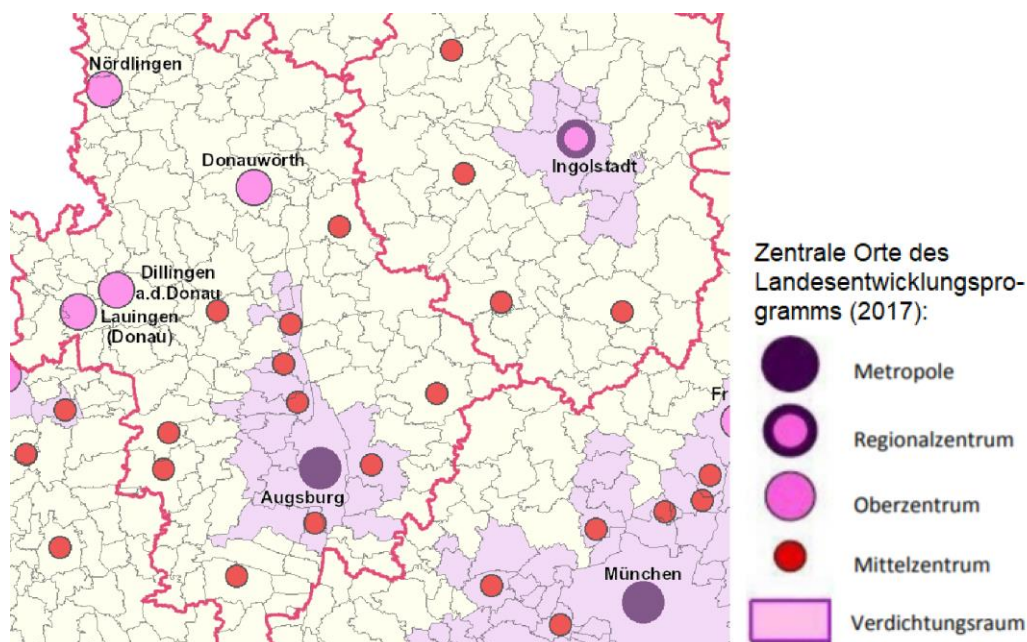 Nördlingen
Donauwörth
Ingolstadt
Dillingen
a.d.Donau
Lauingen
(Donau)
Augsburg
Fr
München
Zentrale Orte des
Landesentwicklungspro-
gramms (2017):
Metropole
Regionalzentrum
Oberzentrum
Mittelzentrum
Verdichtungsraum